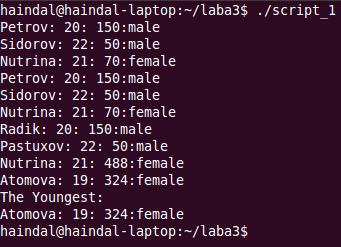 haindal@haindal-laptop:~/laba3$ ./script_1
Petrov: 20: 150:male
Sidorov: 22: 50:male
Nutrina: 21: 70:female
Petrov: 20: 150:male
Sidorov: 22: 50:male
Nutrina: 21: 70:female
Radik: 20: 150:male
Pastuxov: 22: 50:male
Nutrina: 21: 488:female
Atomova: 19: 324:female
The Youngest:
Atomova: 19: 324:female
haindal@haindal-laptop:~/laba3$